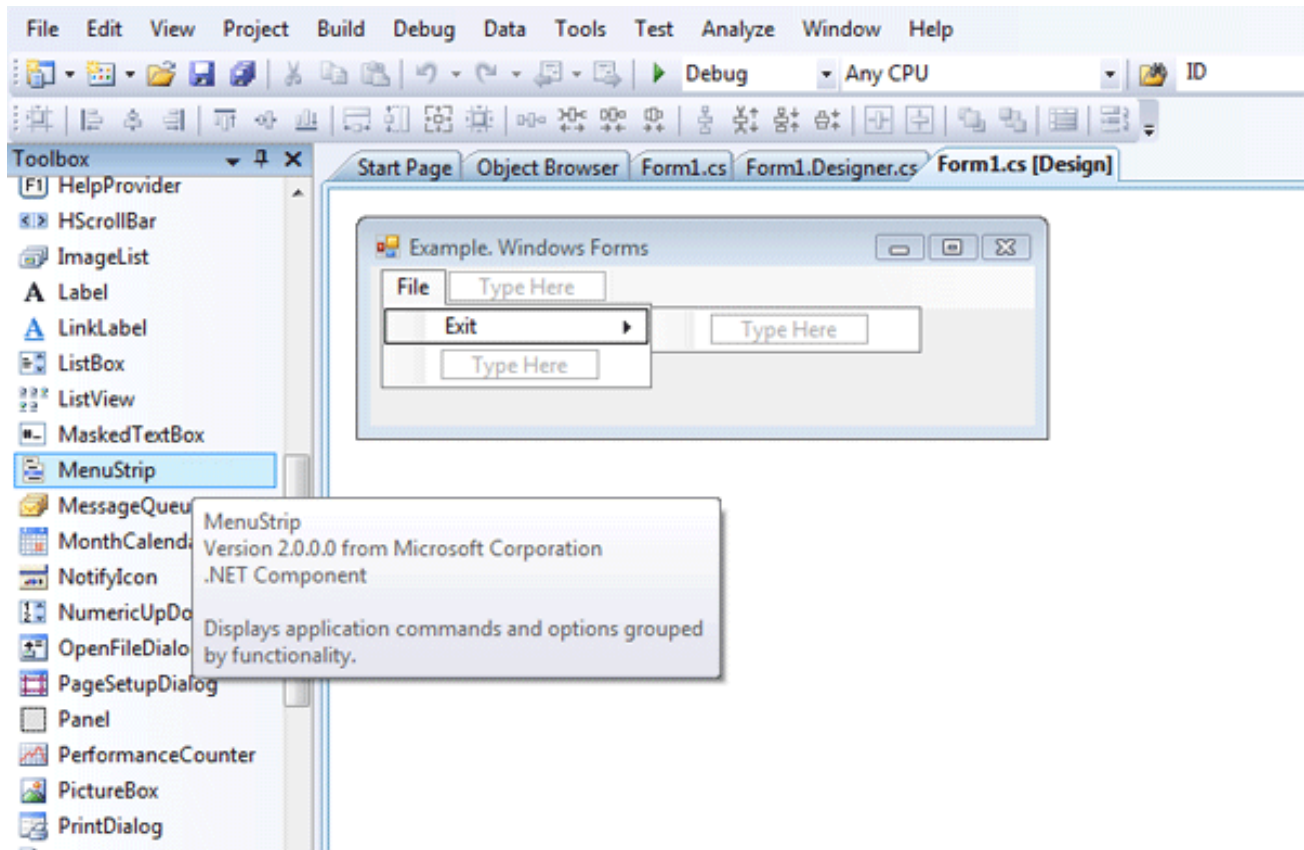 File Edit View Project Build Debug Data Tools Test Analyze Window Help
Debug Any CPU ID
Toolbox
Start Page Object Browser Form1.cs Form1.Designer.cs Form1.cs [Design]
HelpProvider
HScrollBar
ImageList
A Label
A LinkLabel
ListBox
ListView
MaskedTextBox
MenuStrip
MessageQueu
MonthCalenda
NotifyIcon
NumericUpDo
OpenFileDialo
PageSetupDialog
Panel
PerformanceCounter
PictureBox
PrintDialog
Example. Windows Forms
File Type Here
Exit Type Here
Type Here
MenuStrip
Version 2.0.0.0 from Microsoft Corporation
.NET Component
Displays application commands and options grouped
by functionality.